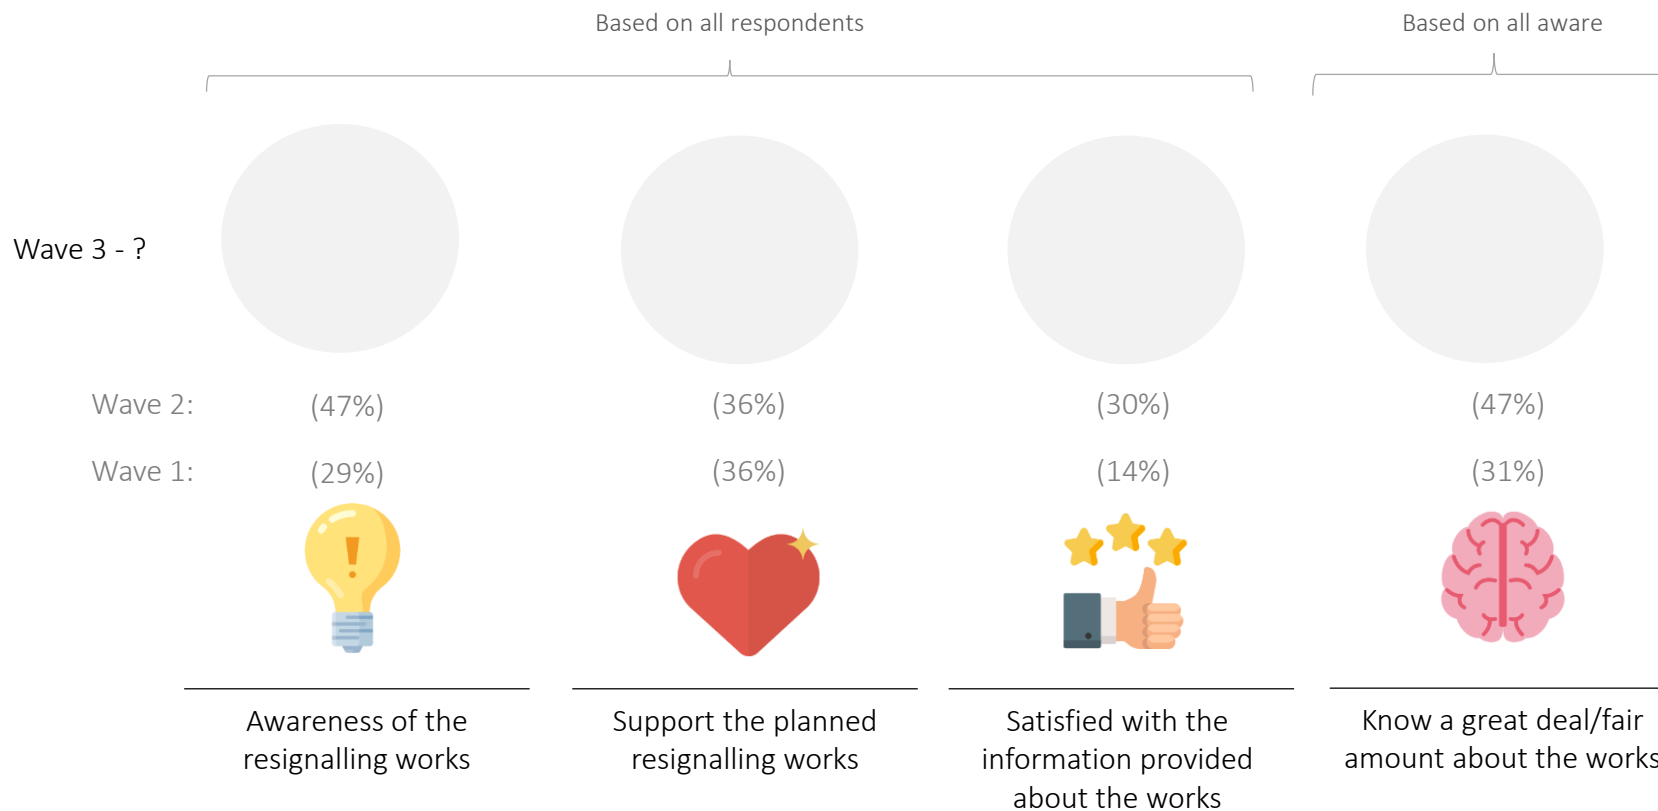 Based on all respondents
Based on all aware
Wave 3 - ?
Wave 2:
(47%)
(36%)
(30%)
(47%)
Wave 1:
(29%)
(36%)
(14%)
(31%)
Awareness of the
resignalling works
Support the planned
resignalling works
Satisfied with the
information provided
about the works
Know a great deal/fair
amount about the works